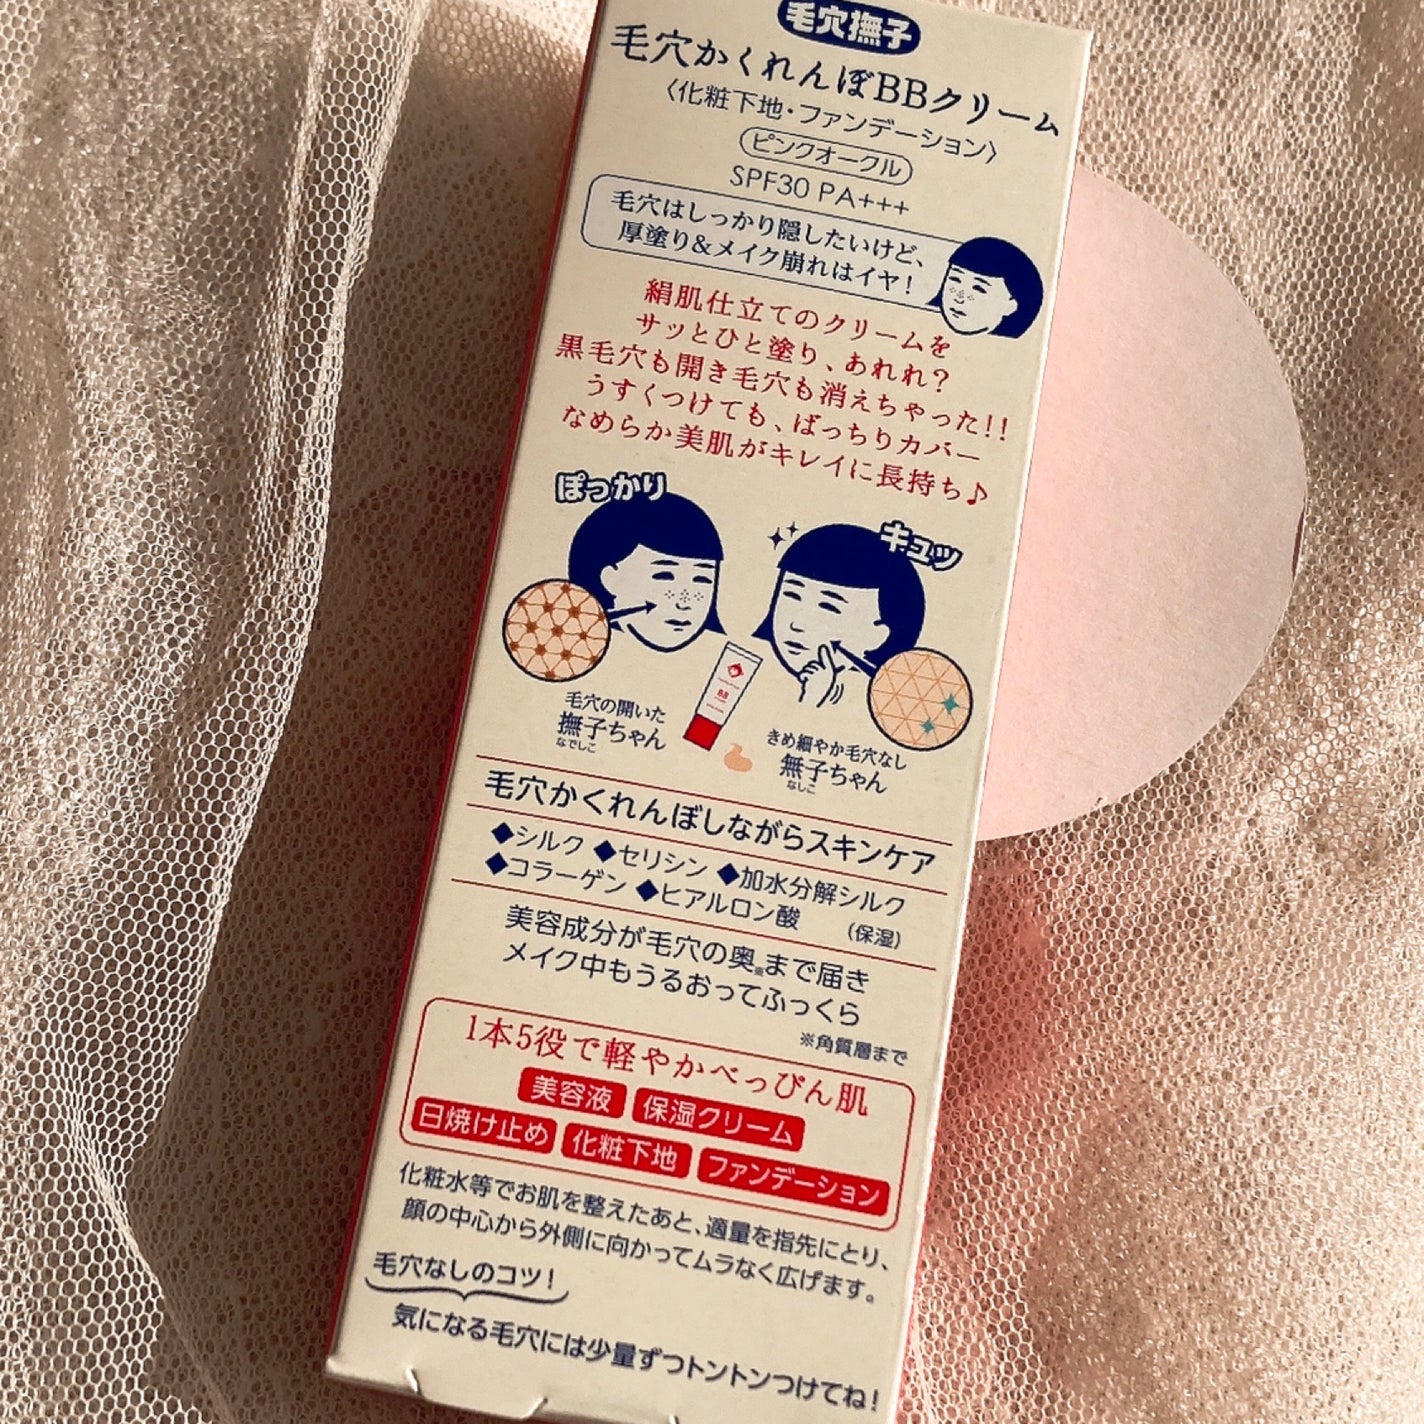 毛穴撫子
毛穴かくれんぼBBクリーム
〈化粧下地・ファンデーション〉
ピンクオークル
SPF30 PA+++
毛穴はしっかり隠したいけど、
厚塗り&メイク崩れはイヤ!
絹肌仕立てのクリームを
サッとひと塗り、あれれ?
黒毛穴も開き毛穴も消えちゃった!!
うすくつけても、ばっちりカバー
なめらか美肌がキレイに長持ち♪
ぽっかり
キュッ
BB
毛穴の開いた
撫子ちゃん
なでしこ
きめ細やか毛穴なし
無子ちゃん
なしこ
毛穴かくれんぼしながらスキンケア
◆シルク ◆セリシン ◆加水分解シルク
◆コラーゲン ◆ヒアルロン酸 (保湿)
美容成分が毛穴の奥※まで届き
メイク中もうるおってふっくら
※角質層まで
1本5役で軽やかべっぴん肌
美容液 保湿クリーム
日焼け止め 化粧下地 ファンデーション
化粧水等でお肌を整えたあと、適量を指先にとり、
顔の中心から外側に向かってムラなく広げます。
毛穴なしのコツ!
気になる毛穴には少量ずつトントンつけてね!